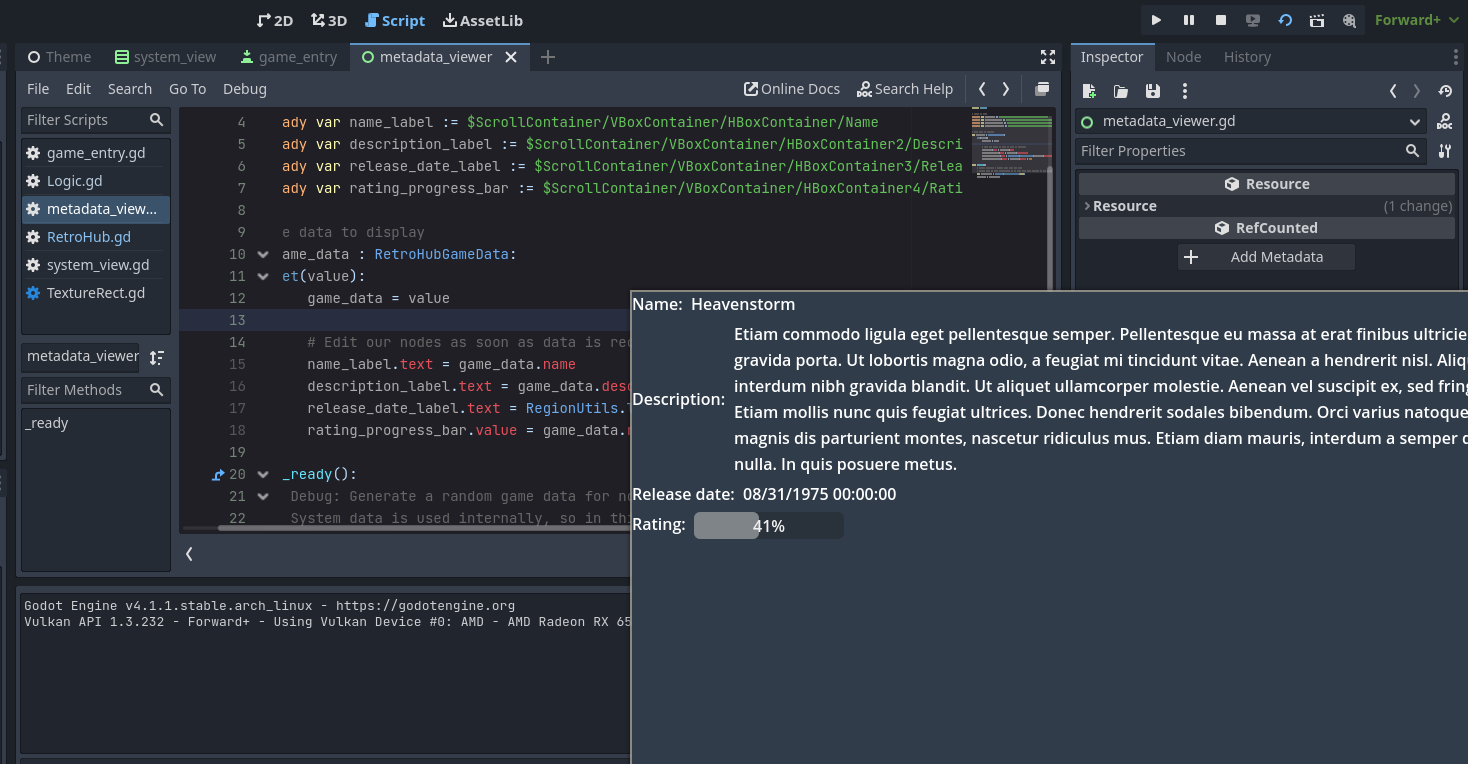 2D 3D Script AssetLib Forward+
Theme system_view game_entry metadata_viewer
Inspector Node History
File Edit Search Go To Debug Online Docs Search Help
Filter Scripts
game_entry.gd
Logic.gd
metadata_view...
RetroHub.gd
system_view.gd
TextureRect.gd
metadata_viewer
Filter Methods
_ready
4 ady var name_label := $ScrollContainer/VBoxContainer/HBoxContainer/Name
5 ady var description_label := $ScrollContainer/VBoxContainer/HBoxContainer2/Descri
6 ady var release_date_label := $ScrollContainer/VBoxContainer/HBoxContainer3/Relea
7 ady var rating_progress_bar := $ScrollContainer/VBoxContainer/HBoxContainer4/Rati
8
9 e data to display
10 ame_data : RetroHubGameData:
11 et(value):
12 game_data = value
13
14 # Edit our nodes as soon as data is re
15 name_label.text = game_data.name
16 description_label.text = game_data.des
17 release_date_label.text = RegionUtils.
18 rating_progress_bar.value = game_data.
19
20 _ready():
21 Debug: Generate a random game data for n
22 System data is used internally, so in thi
metadata_viewer.gd
DOC
Filter Properties
Resource
Resource (1 change)
RefCounted
Add Metadata
Name: Heavenstorm
Description:
Etiam commodo ligula eget pellentesque semper. Pellentesque eu massa at erat finibus ultricie
gravida porta. Ut lobortis magna odio, a feugiat mi tincidunt vitae. Aenean a hendrerit nisl. Aliq
interdum nibh gravida blandit. Ut aliquet ullamcorper molestie. Aenean vel suscipit ex, sed fring
Etiam mollis nunc quis feugiat ultrices. Donec hendrerit sodales bibendum. Orci varius natoque
magnis dis parturient montes, nascetur ridiculus mus. Etiam diam mauris, interdum a semper
nulla. In quis posuere metus.
Release date: 08/31/1975 00:00:00
Rating: 41%
Godot Engine v4.1.1.stable.arch_linux - https://godotengine.org
Vulkan API 1.3.232 - Forward+ - Using Vulkan Device #0: AMD - AMD Radeon RX 65